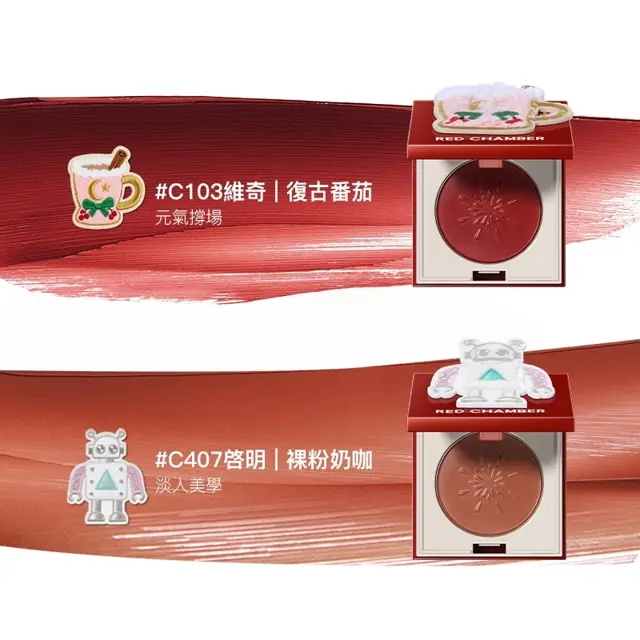 RED CHAMBER
#C103維奇 | 復古番茄
元氣撐場
RED CHAMBER
#C407啓明 | 裸粉奶咖
淡人美學